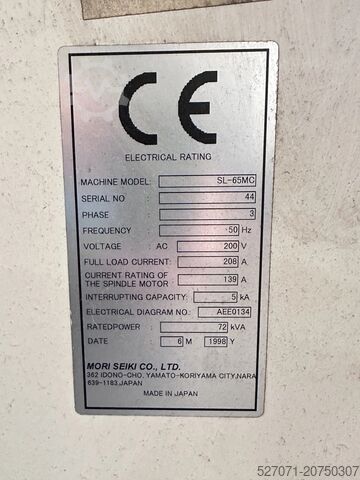 CE
ELECTRICAL RATING
MACHINE MODEL: SL-65MC
SERIAL NO : 44
PHASE : 3
FREQUENCY : 50 Hz
VOLTAGE : AC 200 V
FULL LOAD CURRENT: 208 A
CURRENT RATING OF
THE SPINDLE MOTOR : 139 A
INTERRUPTING CAPACITY: 5 kA
ELECTRICAL DIAGRAM NO.: AEE0134
RATEDPOWER : 72 kVA
DATE : 6 M 1998 Y
MORI SEIKI CO., LTD.
362 IDONO-CHO, YAMATO-KORIYAMA CITY,NARA
639-1183,JAPAN
MADE IN JAPAN
527071-20750307